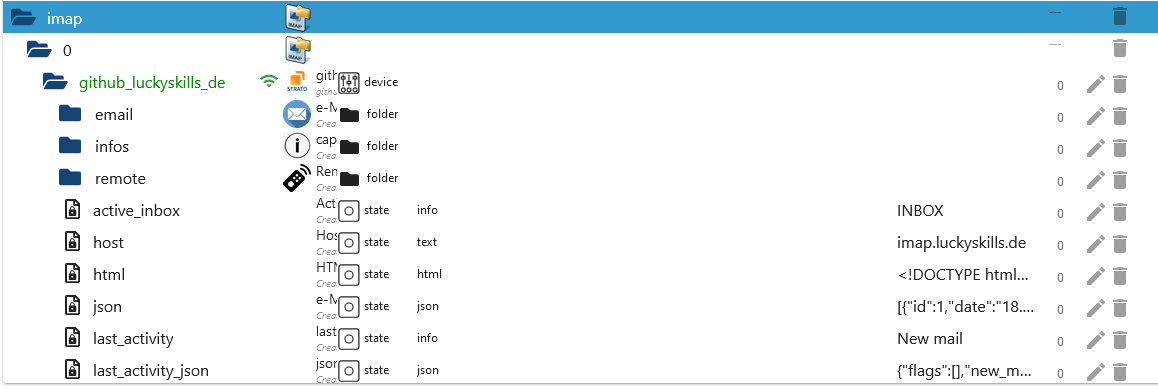 imap IMAP ---
0 IMAP ---
github_luckyskills_de STRATO gith github device 0
email e-M Crea folder 0
infos cap Crea folder 0
remote Ren Crea folder 0
active_inbox Act Crea state info INBOX 0
host Hos Crea state text imap.luckyskills.de 0
html HTM Crea state html <!DOCTYPE html... 0
json e-M Crea state json [{"id":1,"date":"18.... 0
last_activity last Crea state info New mail 0
last_activity_json json Crea state json {"flags":[],"new_m... 0